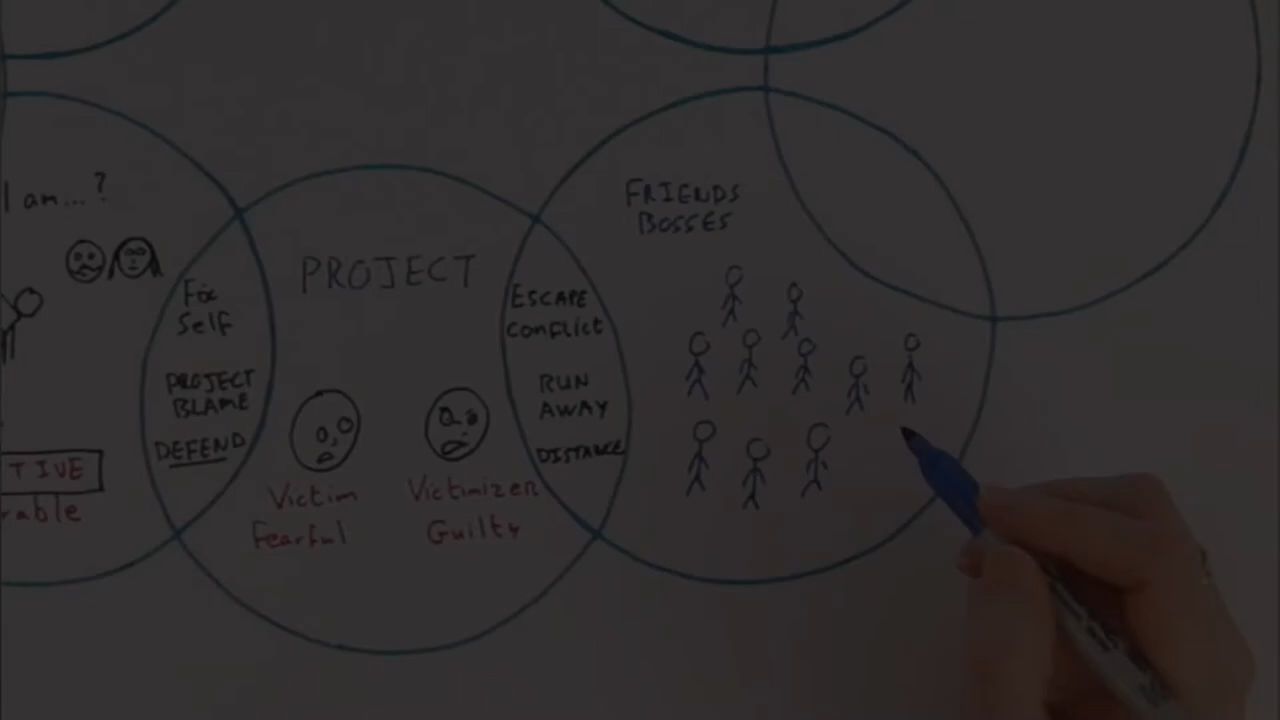 I am...?
Fix
Self
PROJECT
BLAME
DEFEND
TIVE
rable
PROJECT
Victim
Fearful
Victimizer
Guilty
ESCAPE
Conflict
RUN
AWAY
DISTANCE
FRIENDS
BOSSES